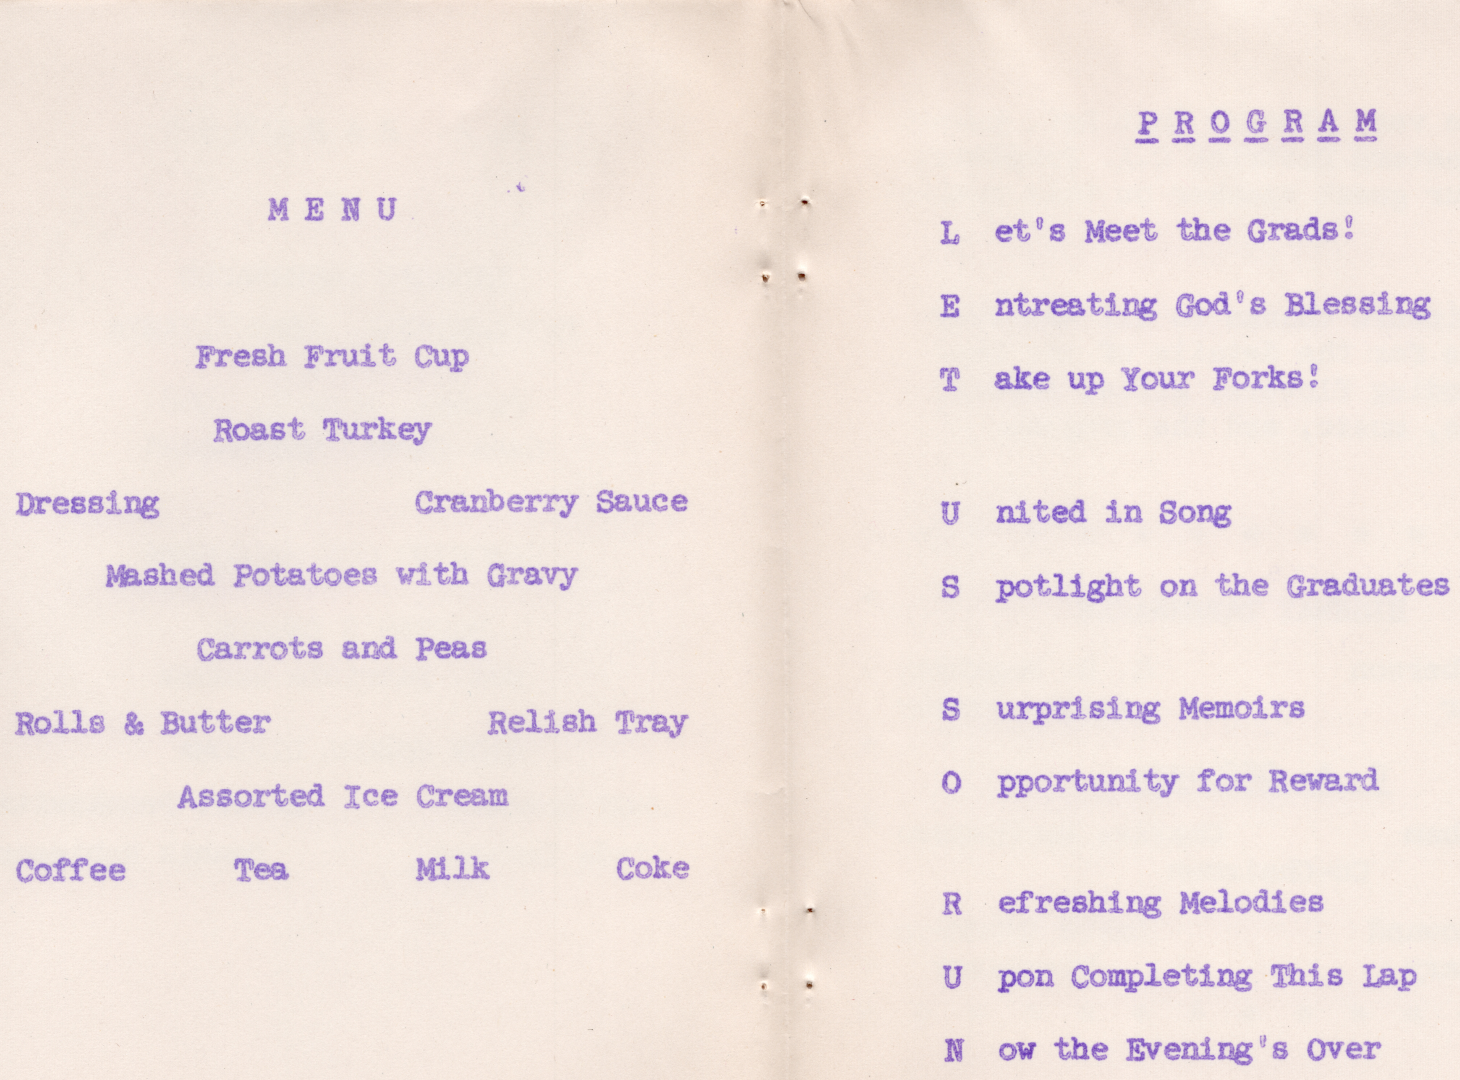 M E N U
Fresh Fruit Cup
Roast Turkey
Dressing Cranberry Sauce
Mashed Potatoes with Gravy
Carrots and Peas
Rolls & Butter Relish Tray
Assorted Ice Cream
Coffee Tea Milk Coke
P R O G R A M
L et's Meet the Grads!
E ntreating God's Blessing
T ake up Your Forks!
U nited in Song
S potlight on the Graduates
S urprising Memoirs
O pportunity for Reward
R efreshing Melodies
U pon Completing This Lap
N ow the Evening's Over